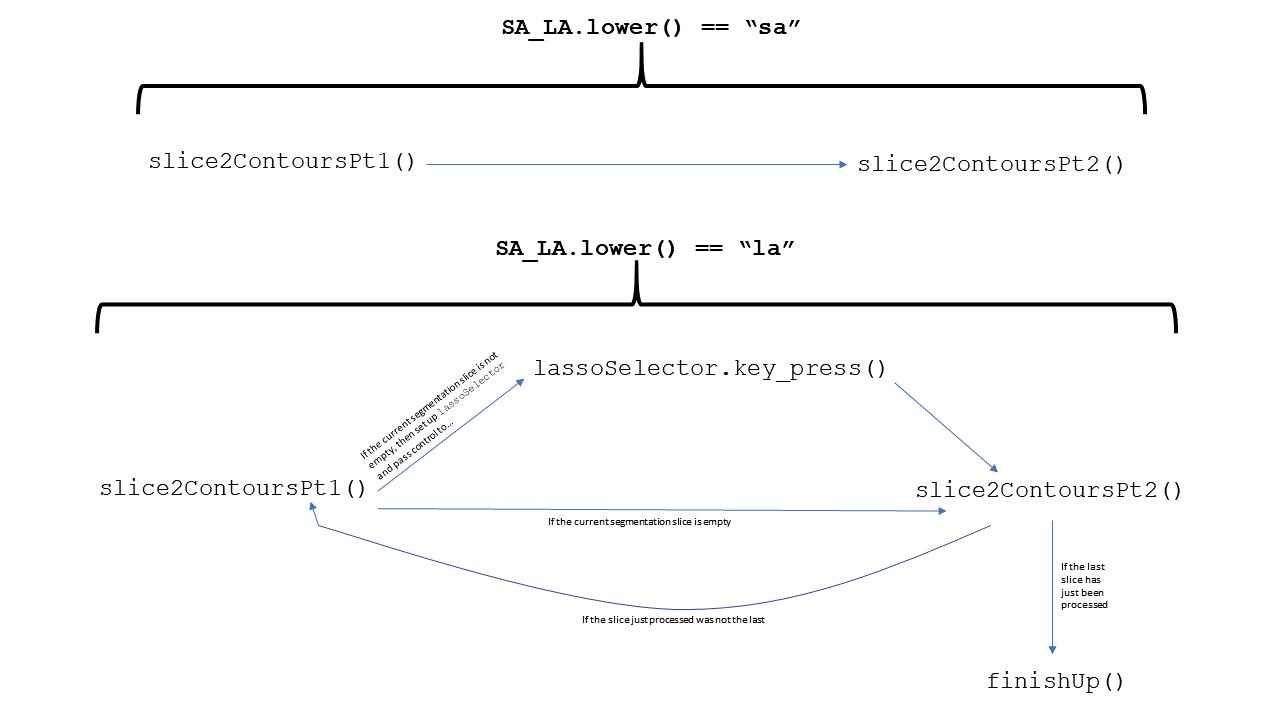 SA_LA.lower() == “sa”
slice2ContoursPt1()
slice2ContoursPt2()
SA_LA.lower() == “la”
lassoSelector.key_press()
If the current segmentation slice is not
empty, then set up lassoSelector
and pass control to...
slice2ContoursPt1()
slice2ContoursPt2()
If the current segmentation slice is empty
If the last
slice has
just been
processed
If the slice just processed was not the last
finishUp()